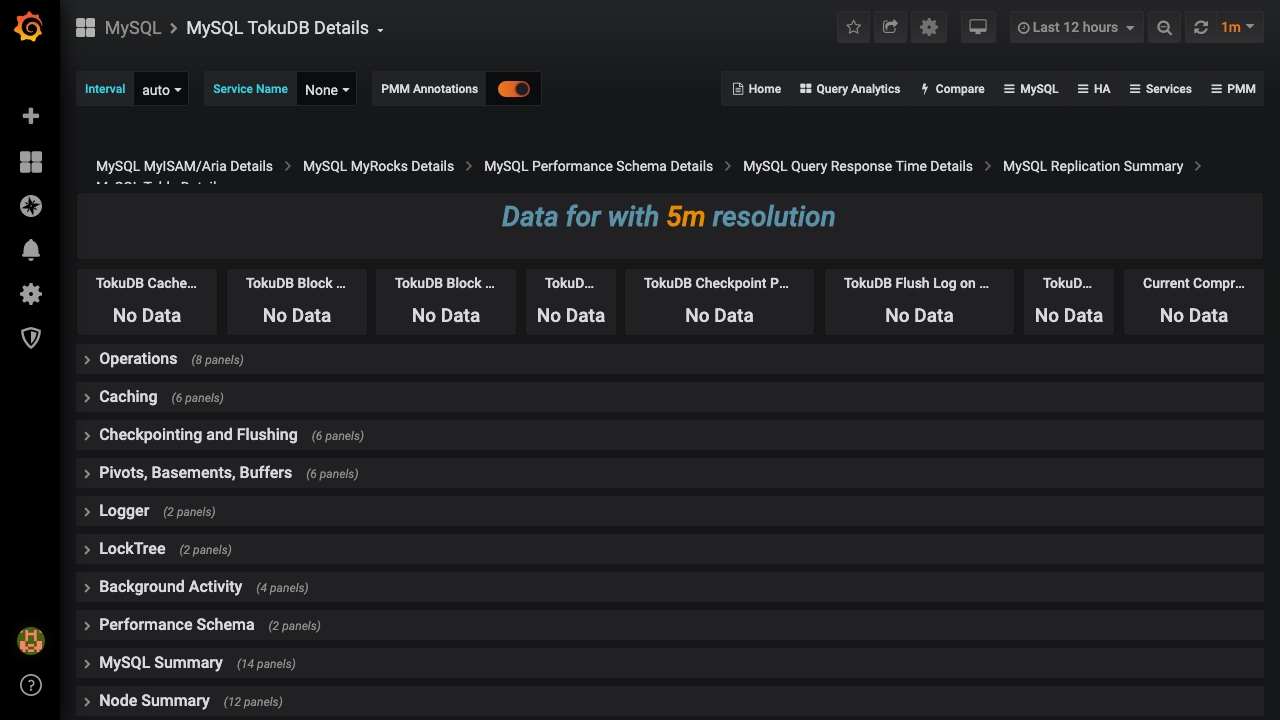 MySQL > MySQL TokuDB Details
Last 12 hours
1m
Interval auto
Service Name None
PMM Annotations
Home
Query Analytics
Compare
MySQL
HA
Services
PMM
MySQL MyISAM/Aria Details > MySQL MyRocks Details > MySQL Performance Schema Details > MySQL Query Response Time Details > MySQL Replication Summary >
MySQL Table Details
Data for with 5m resolution
TokuDB Cache...
No Data
TokuDB Block ...
No Data
TokuDB Block ...
No Data
TokuD...
No Data
TokuDB Checkpoint P...
No Data
TokuDB Flush Log on ...
No Data
TokuD...
No Data
Current Compr...
No Data
Operations (8 panels)
Caching (6 panels)
Checkpointing and Flushing (6 panels)
Pivots, Basements, Buffers (6 panels)
Logger (2 panels)
LockTree (2 panels)
Background Activity (4 panels)
Performance Schema (2 panels)
MySQL Summary (14 panels)
Node Summary (12 panels)